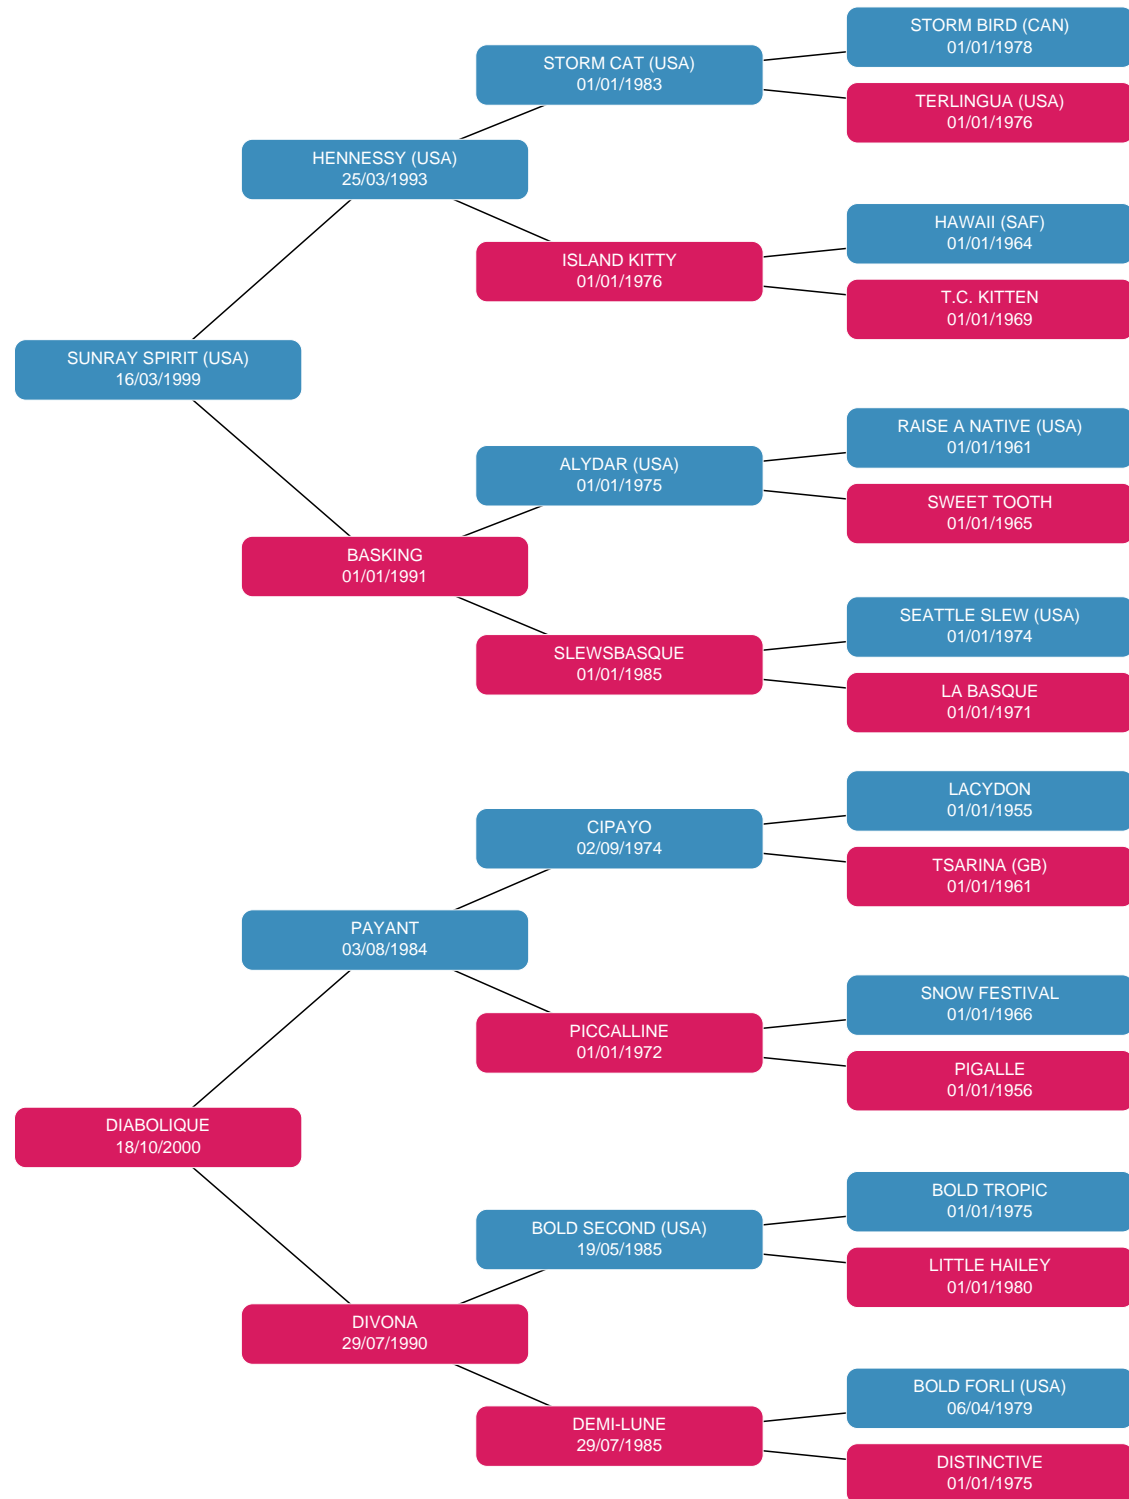 STORM BIRD (CAN)
01/01/1978
STORM CAT (USA)
01/01/1983
TERLINGUA (USA)
01/01/1976
HENNESSY (USA)
25/03/1993
HAWAII (SAF)
01/01/1964
ISLAND KITTY
01/01/1976
T.C. KITTEN
01/01/1969
SUNRAY SPIRIT (USA)
16/03/1999
RAISE A NATIVE (USA)
01/01/1961
ALYDAR (USA)
01/01/1975
SWEET TOOTH
01/01/1965
BASKING
01/01/1991
SEATTLE SLEW (USA)
01/01/1974
SLEWSBASQUE
01/01/1985
LA BASQUE
01/01/1971
LACYDON
01/01/1955
CIPAYO
02/09/1974
TSARINA (GB)
01/01/1961
PAYANT
03/08/1984
SNOW FESTIVAL
01/01/1966
PICCALLINE
01/01/1972
PIGALLE
01/01/1956
DIABOLIQUE
18/10/2000
BOLD TROPIC
01/01/1975
BOLD SECOND (USA)
19/05/1985
LITTLE HAILEY
01/01/1980
DIVONA
29/07/1990
BOLD FORLI (USA)
06/04/1979
DEMI-LUNE
29/07/1985
DISTINCTIVE
01/01/1975